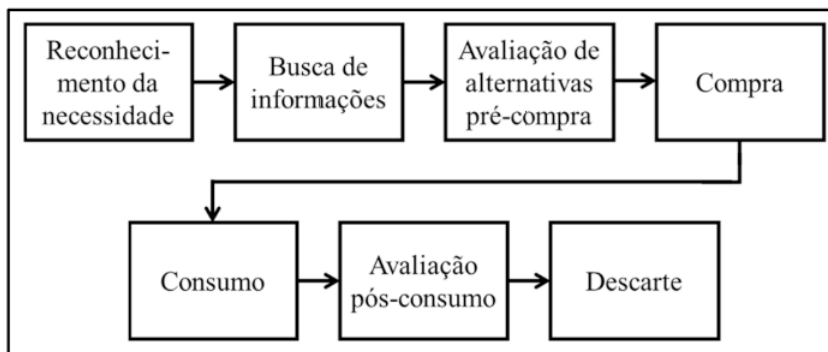 Reconheci-
mento da
necessidade
Busca de
informações
Avaliação de
alternativas
pré-compra
Compra
Consumo
Avaliação
pós-consumo
Descarte